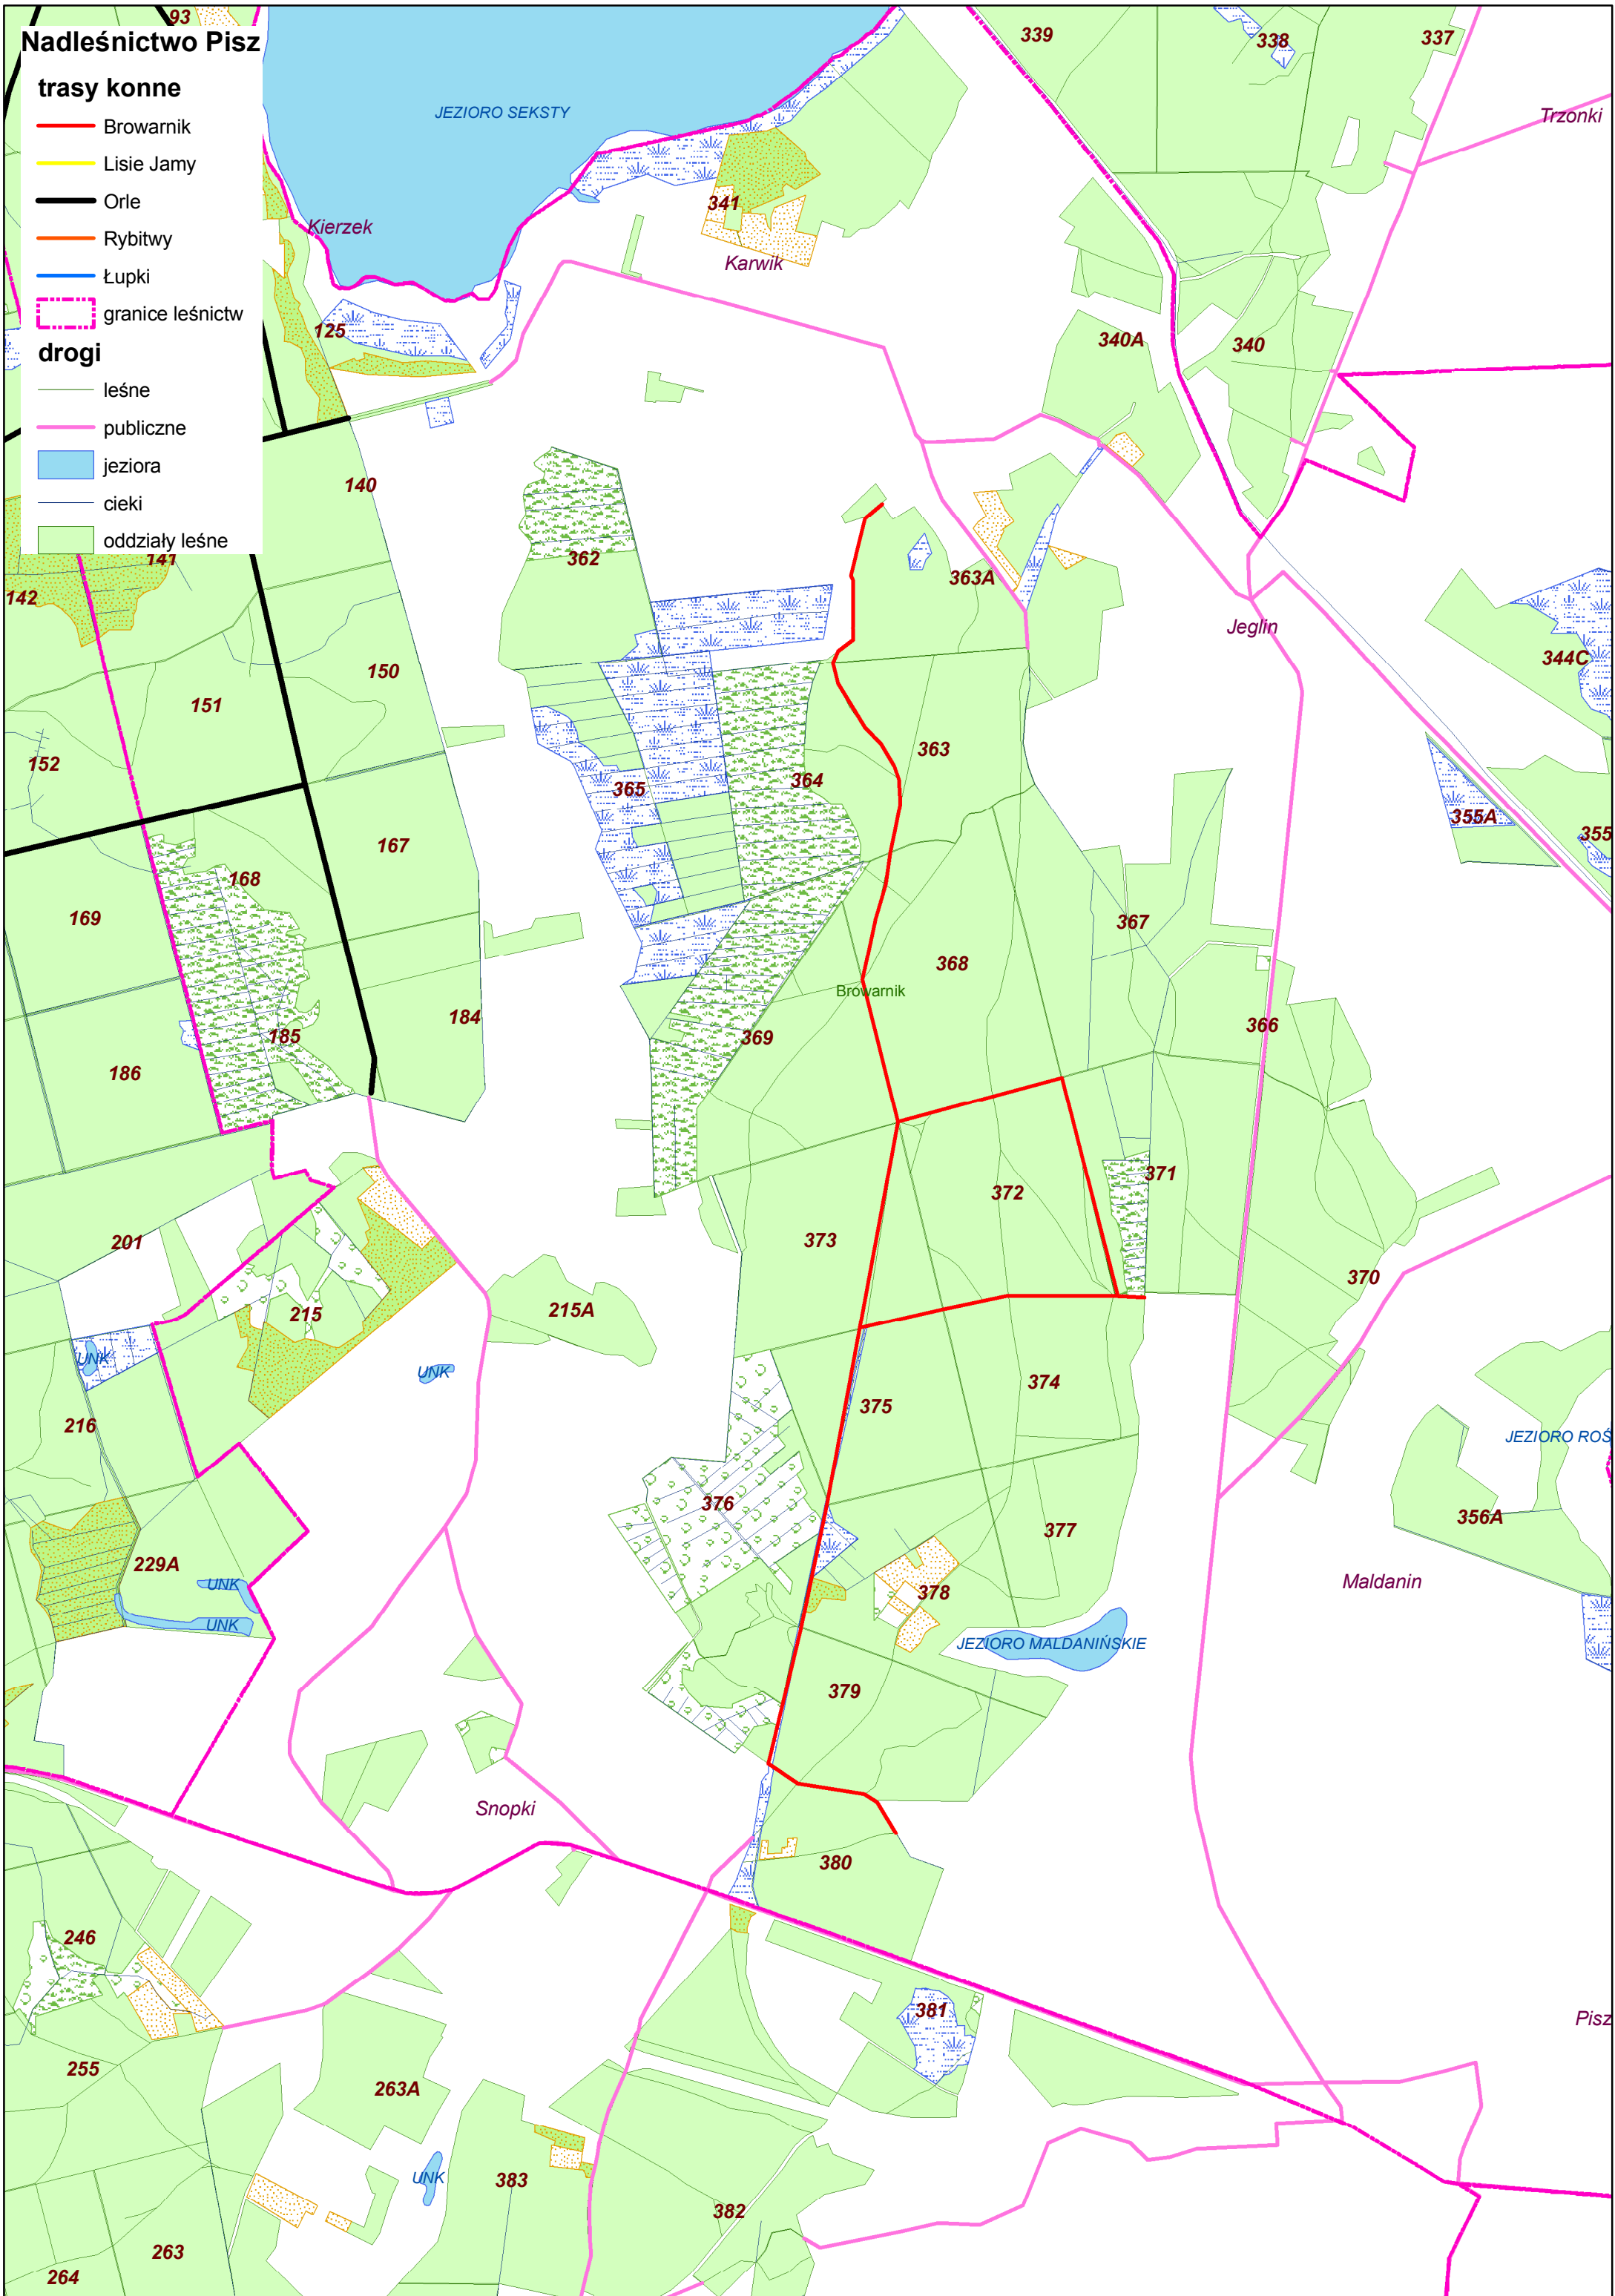 Nadleśnictwo Pisz
trasy konne
Browarnik
Lisie Jamy
Orle
Rybitwy
Łupki
granice leśnictw
drogi
leśne
publiczne
jeziora
cieki
oddziały leśne
93
339
338
337
JEZIORO SEKSTY
Trzonki
341
Kierzek
Karwik
125
340A
340
140
362
141
363A
142
Jeglin
344C
150
151
152
363
365
364
355A
355
167
168
169
367
368
Browarnik
184
185
369
366
186
371
372
201
373
370
215
215A
UNK
UNK
374
375
216
JEZIORO ROŚ
376
356A
377
229A
UNK
378
Maldanin
UNK
JEZIORO MALDANIŃSKIE
379
Snopki
380
246
381
Pisz
255
263A
UNK
383
382
263
264